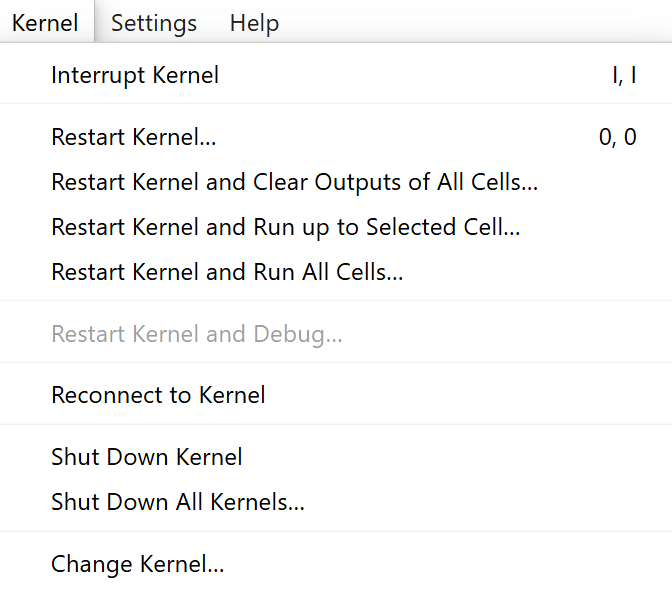 Kernel Settings Help
Interrupt Kernel I, I
Restart Kernel... 0, 0
Restart Kernel and Clear Outputs of All Cells...
Restart Kernel and Run up to Selected Cell...
Restart Kernel and Run All Cells...
Restart Kernel and Debug...
Reconnect to Kernel
Shut Down Kernel
Shut Down All Kernels...
Change Kernel...